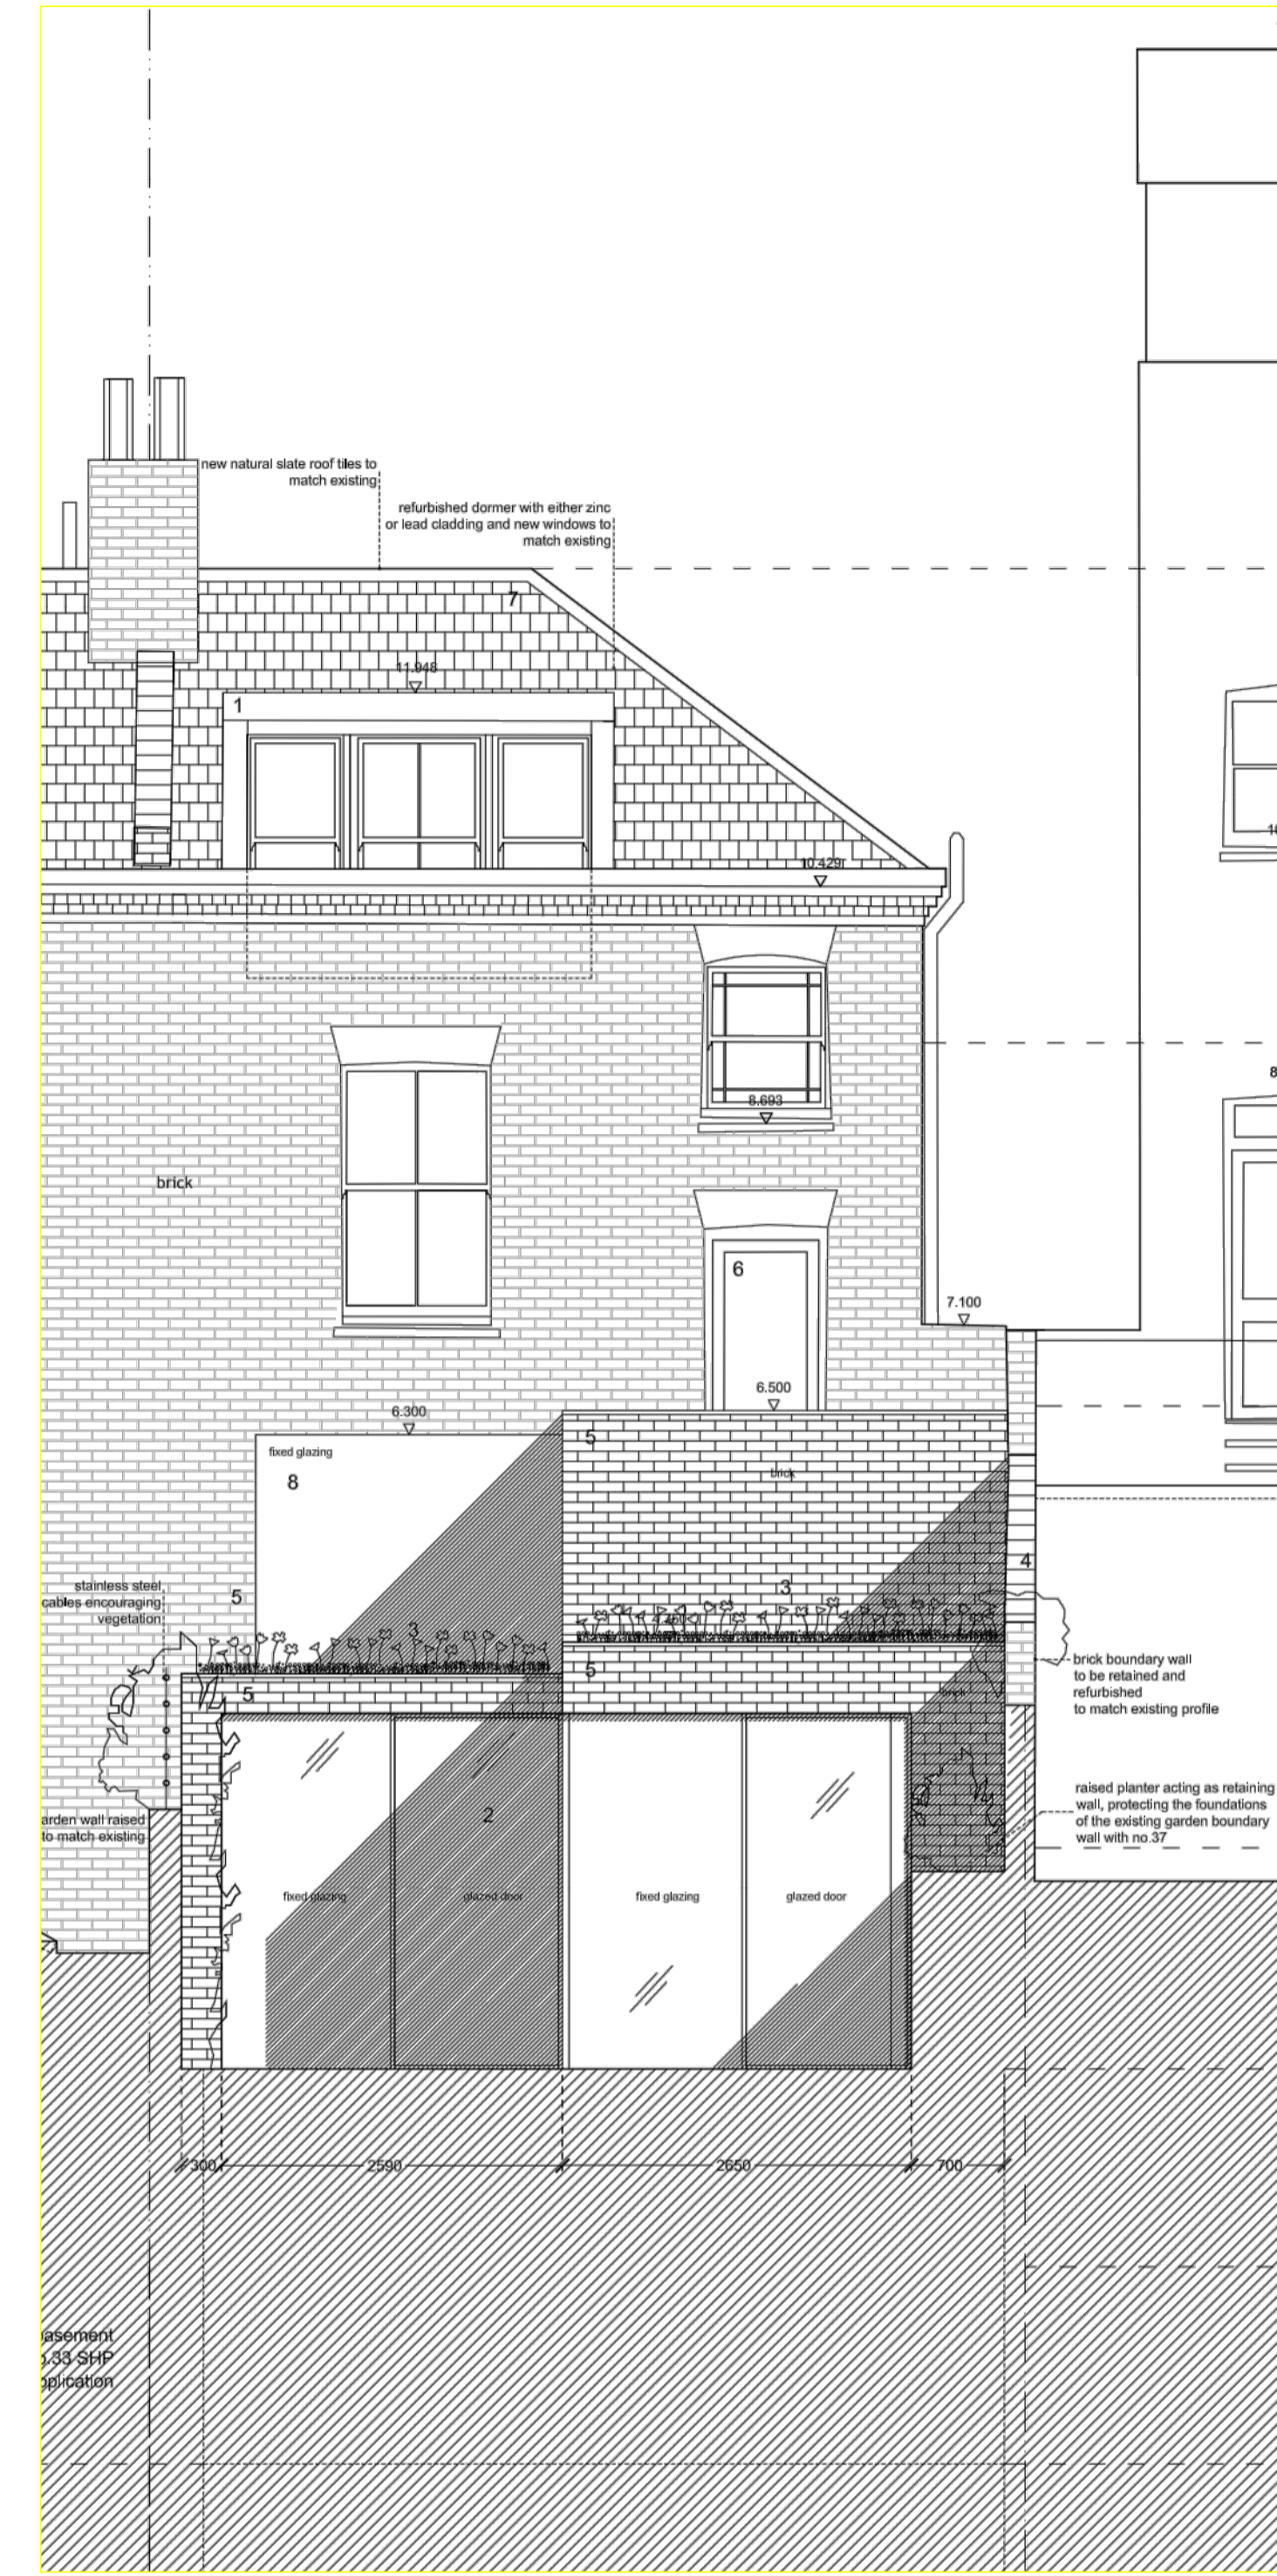 new natural slate roof tiles to
match existing
refurbished dormer with either zinc
or lead cladding and new windows to
match existing
7
11.948
1
10.429
8.693
8
brick
6
7.100
6.500
6.300
fixed glazing
8
5
brick
4
stainless steel
cables encouraging
vegetation
5
3
3
5
5
brick
brick boundary wall
to be retained and
refurbished
to match existing profile
raised planter acting as retaining
wall, protecting the foundations
of the existing garden boundary
wall with no.37
arden wall raised
to match existing
2
fixed glazing
glazed door
fixed glazing
glazed door
300
2590
2650
700
asement
.33 SHP
pplication